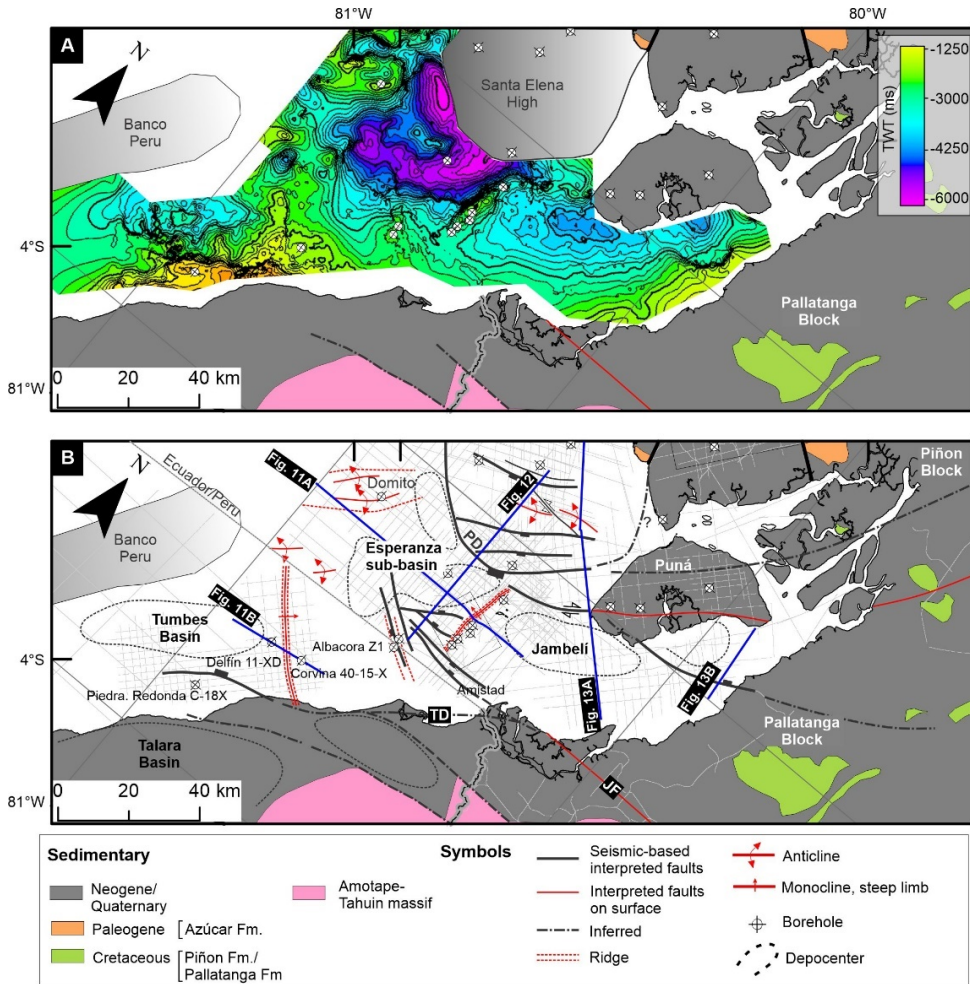 81°W
80°W
A
N
Banco
Peru
Santa Elena
High
-1250
-3000
-4250
-6000
TWT (ms)
4°S
Pallatanga
Block
81°W
0 20 40 km
B
N
Ecuador/Peru
Fig. 11A
Domito
Fig. 12
Piñon
Block
Banco
Peru
PD
?
Esperanza
sub-basin
Puná
Fig. 11B
Tumbes
Basin
Albacora Z1
Jambelí
Delfín 11-XD
Corvina 40-15-X
4°S
Piedra. Redonda C-18X
Amistad
Fig. 13A
Fig. 13B
TD
Pallatanga
Block
Talara
Basin
JF
81°W
0 20 40 km
Sedimentary
Neogene/
Quaternary
Paleogene [Azúcar Fm.
Cretaceous [Piñon Fm./
Pallatanga Fm
Amotape-
Tahuin massif
Symbols
Seismic-based
interpreted faults
Interpreted faults
on surface
Inferred
Ridge
Anticline
Monocline, steep limb
Borehole
Depocenter